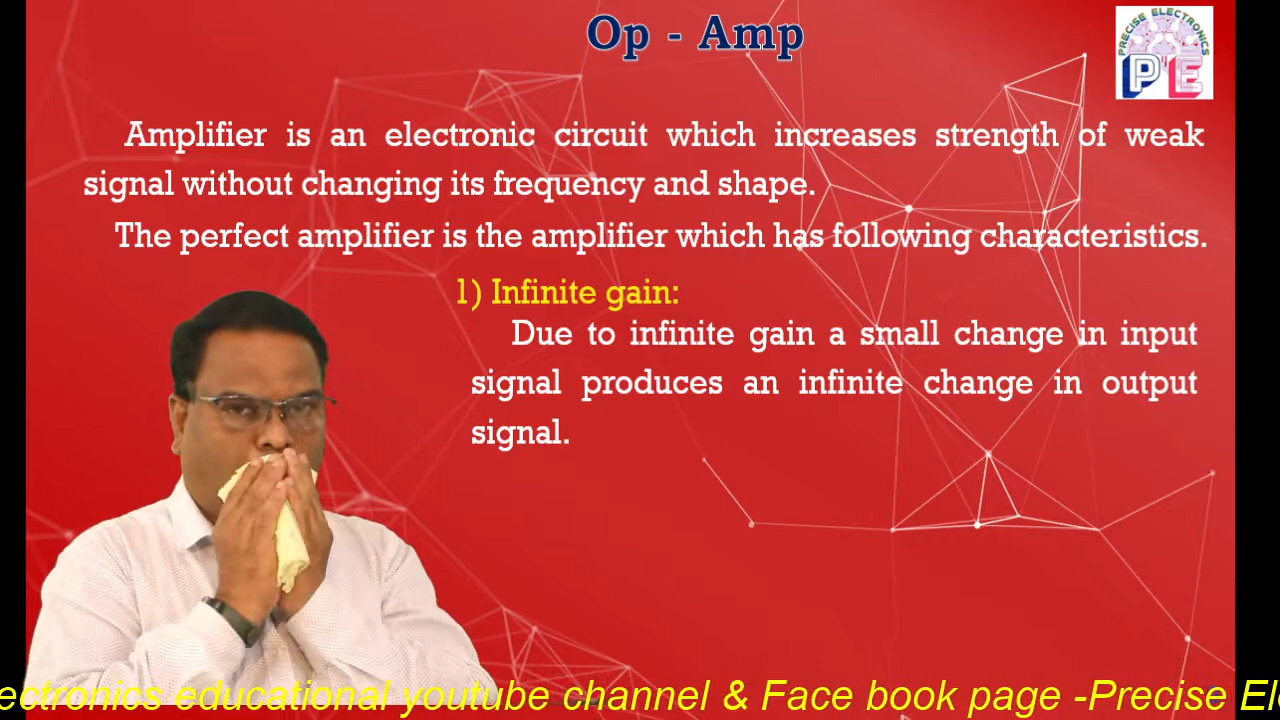 Op - Amp
PRECISE ELECTRONICS
PE
Amplifier is an electronic circuit which increases strength of weak
signal without changing its frequency and shape.
The perfect amplifier is the amplifier which has following characteristics.
1) Infinite gain:
Due to infinite gain a small change in input
signal produces an infinite change in output
signal.
ectronics educational youtube channel & Face book page -Precise El